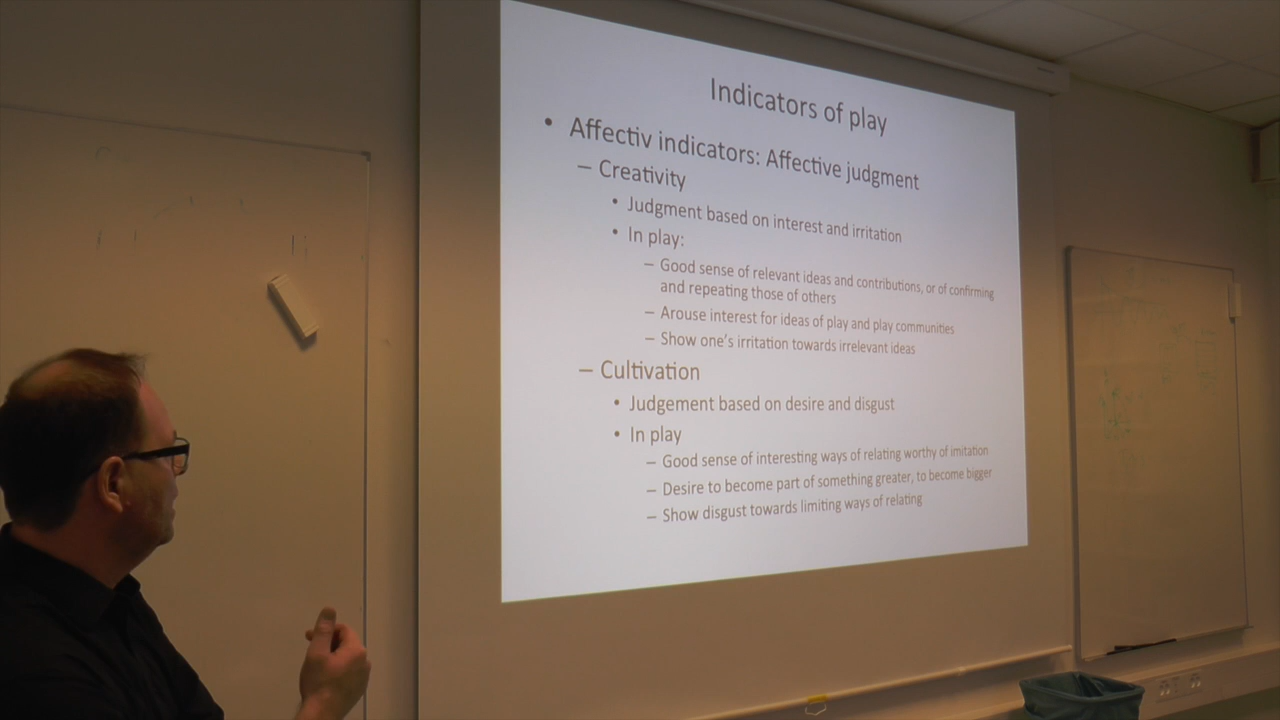 Indicators of play
• Affectiv indicators: Affective judgment
– Creativity
• Judgment based on interest and irritation
• In play:
– Good sense of relevant ideas and contributions, or of confirming
and repeating those of others
– Arouse interest for ideas of play and play communities
– Show one's irritation towards irrelevant ideas
– Cultivation
• Judgement based on desire and disgust
• In play
– Good sense of interesting ways of relating worthy of imitation
– Desire to become part of something greater, to become bigger
– Show disgust towards limiting ways of relating